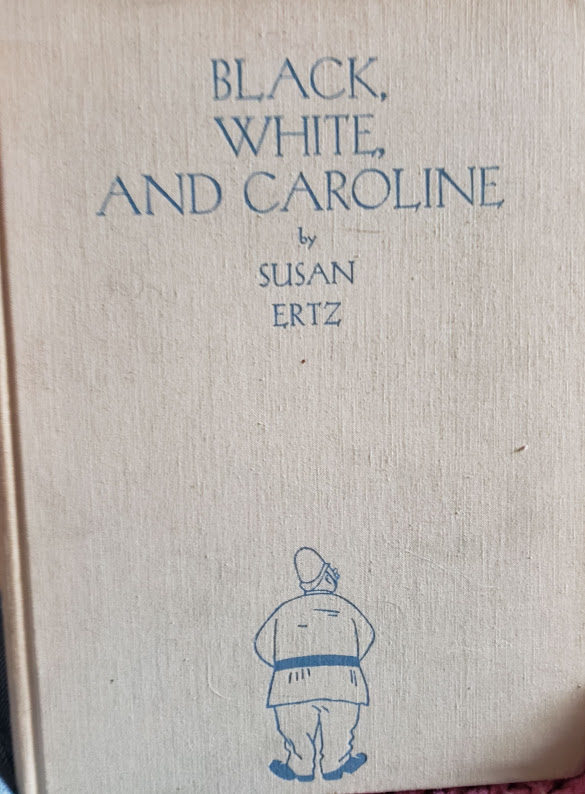 BLACK,
WHITE,
AND CAROLINE
by
SUSAN
ERTZ